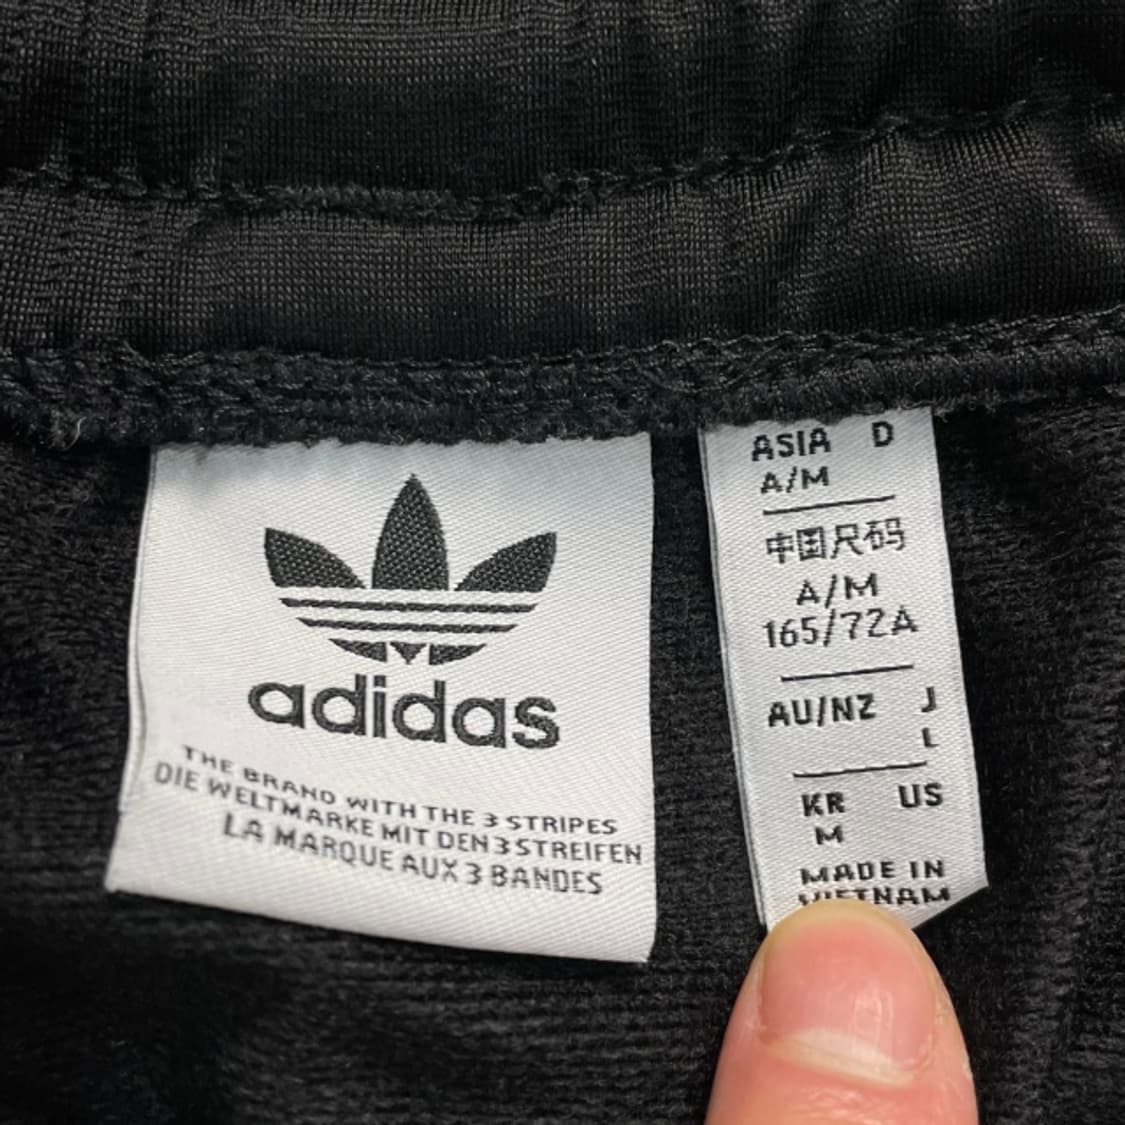 adidas
THE BRAND WITH THE 3 STRIPES
DIE WELTMARKE MIT DEN 3 STREIFEN
LA MARQUE AUX 3 BANDES
ASIA D
A/M
中国尺码
A/M
165/72A
AU/NZ J
L
KR US
M
MADE IN
VIETNAM